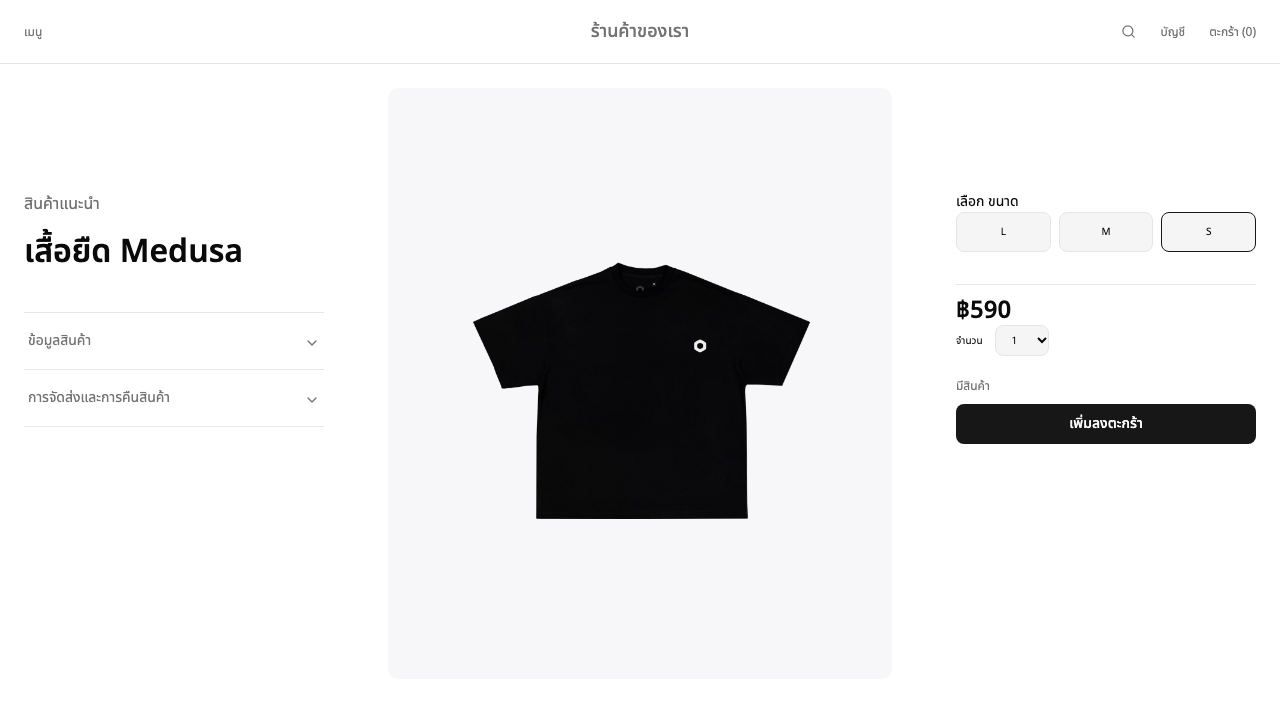 เมนู
ร้านค้าของเรา
บัญชี
ตะกร้า (0)
สินค้าแนะนำ
เสื้อยืด Medusa
ข้อมูลสินค้า
การจัดส่งและการคืนสินค้า
เลือก ขนาด
L
M
S
฿590
จำนวน
1
มีสินค้า
เพิ่มลงตะกร้า